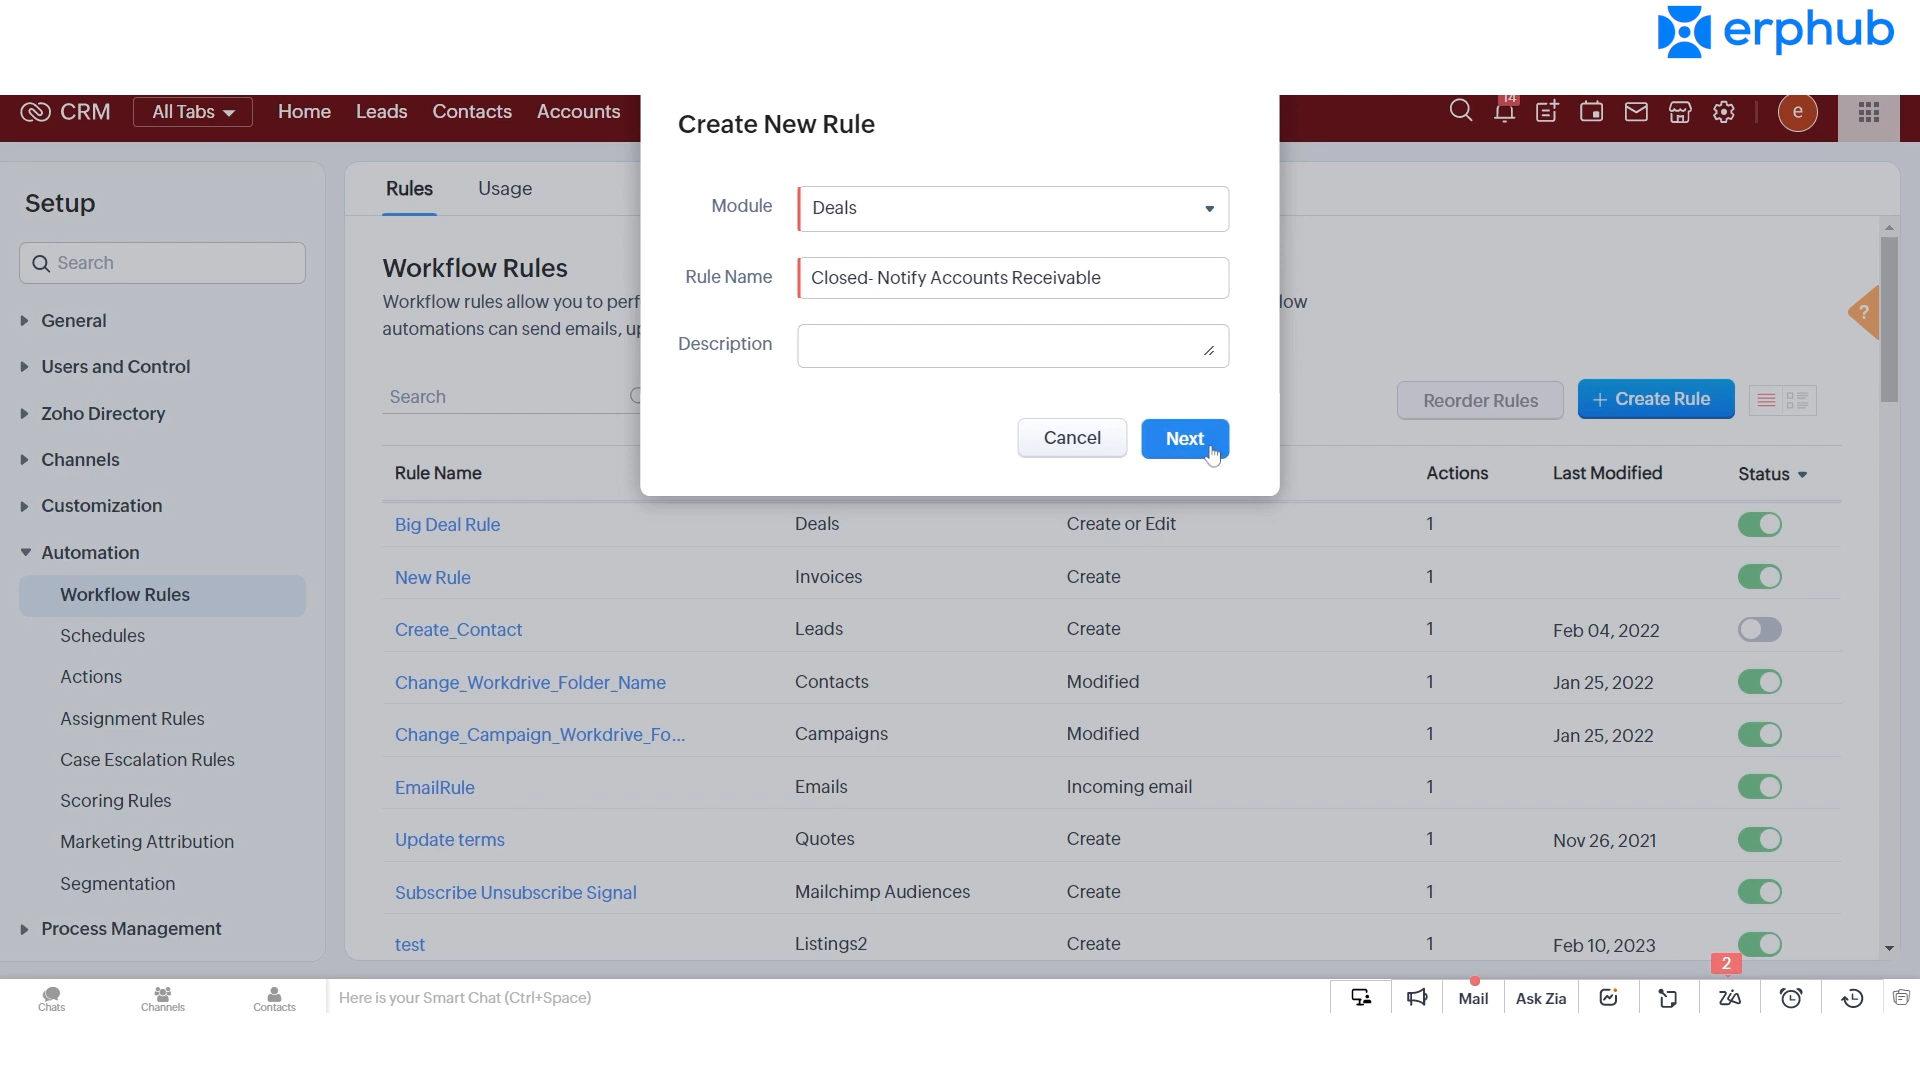 erphub
CRM
All Tabs
Home
Leads
Contacts
Accounts
14
e
Create New Rule
Module
Deals
Rule Name
Closed- Notify Accounts Receivable
Description
Cancel
Next
Setup
Search
General
Users and Control
Zoho Directory
Channels
Customization
Automation
Workflow Rules
Schedules
Actions
Assignment Rules
Case Escalation Rules
Scoring Rules
Marketing Attribution
Segmentation
Process Management
Rules
Usage
Workflow Rules
Workflow rules allow you to perf low
automations can send emails, up
?
Search
Reorder Rules
+ Create Rule
Rule Name Actions Last Modified Status
Big Deal Rule Deals Create or Edit 1
New Rule Invoices Create 1
Create_Contact Leads Create 1 Feb 04, 2022
Change_Workdrive_Folder_Name Contacts Modified 1 Jan 25, 2022
Change_Campaign_Workdrive_Fo... Campaigns Modified 1 Jan 25, 2022
EmailRule Emails Incoming email 1
Update terms Quotes Create 1 Nov 26, 2021
Subscribe Unsubscribe Signal Mailchimp Audiences Create 1
test Listings2 Create 1 Feb 10, 2023
2
Chats
Channels
Contacts
Here is your Smart Chat (Ctrl+Space)
Mail
Ask Zia